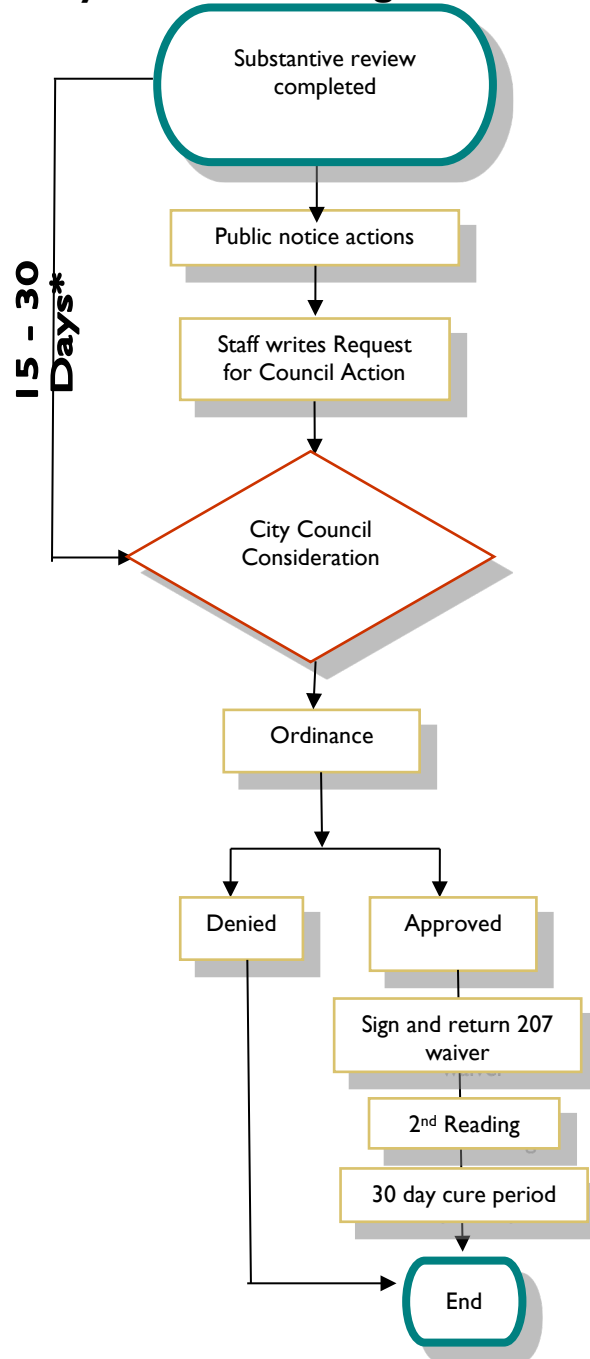 Substantive review
completed
Public notice actions
15 - 30
Days*
Staff writes Request
for Council Action
City Council
Consideration
Ordinance
Denied
Approved
Sign and return 207
waiver
2nd Reading
30 day cure period
End